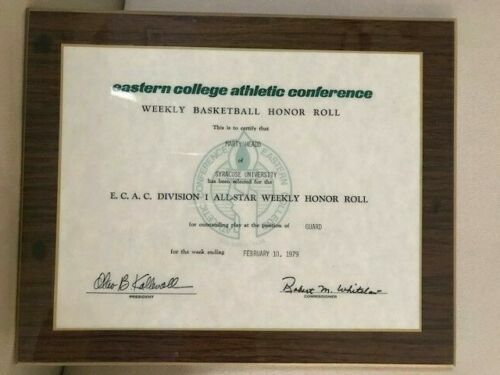 eastern college athletic conference
WEEKLY BASKETBALL HONOR ROLL
This is to certify that
MARTY HEADD
of
SYRACUSE UNIVERSITY
has been selected for the
E. C. A. C. DIVISION I ALL-STAR WEEKLY HONOR ROLL
for outstanding play at the position of GUARD
for the week ending FEBRUARY 10, 1979
Robert M. Whitelaw
PRESIDENT
COMMISSIONER